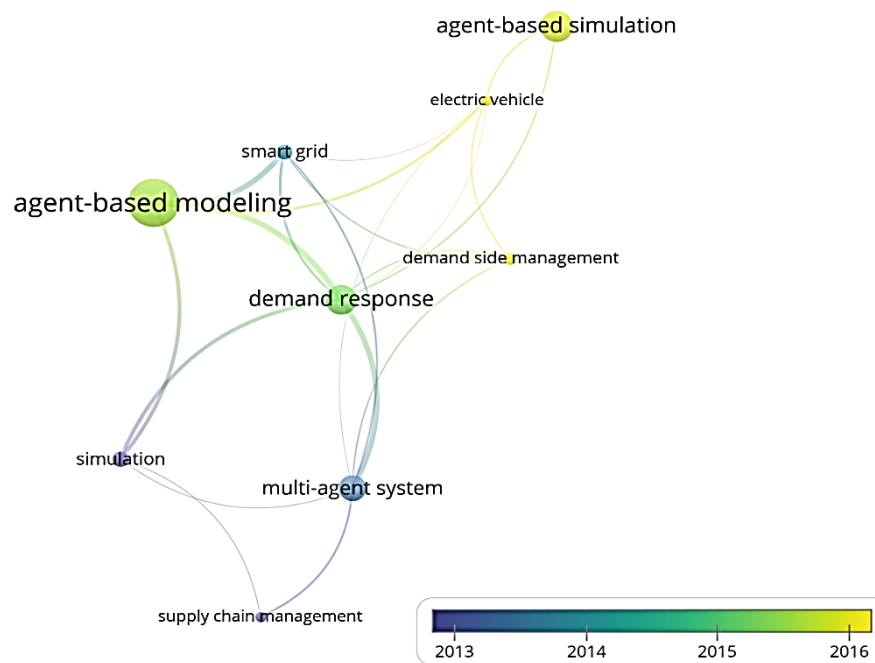 agent-based simulation
electric vehicle
smart grid
agent-based modeling
demand side management
demand response
simulation
multi-agent system
supply chain management
2013
2014
2015
2016